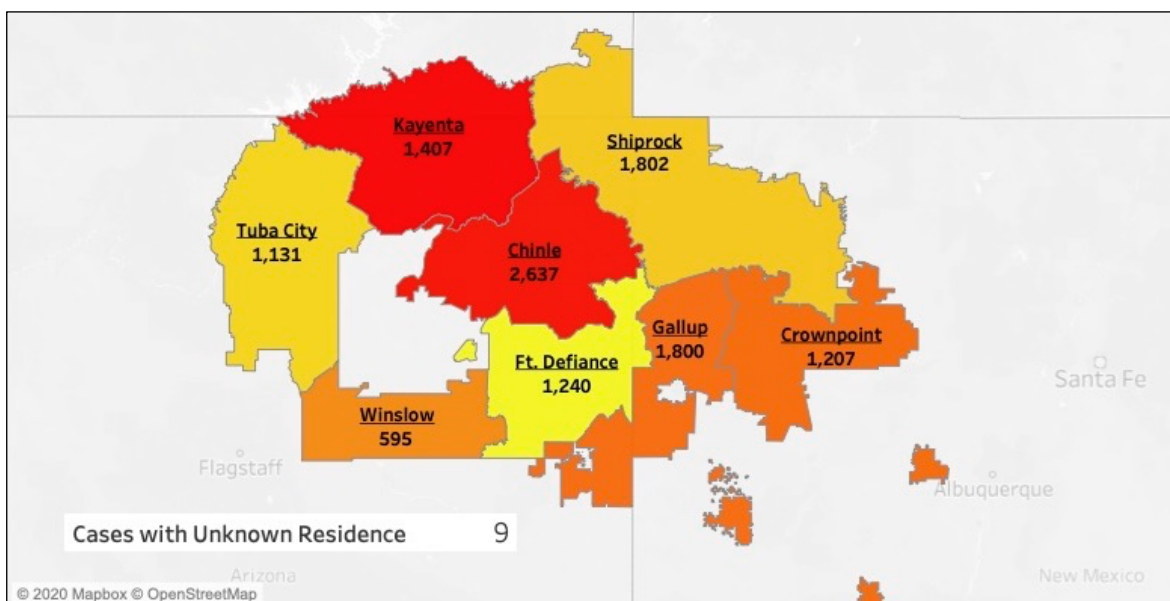 Kayenta
1,407
Shiprock
1,802
Tuba City
1,131
Chinle
2,637
Gallup
1,800
Crownpoint
1,207
Ft. Defiance
1,240
Santa Fe
Winslow
595
Flagstaff
Albuquerque
Cases with Unknown Residence 9
Arizona
New Mexico
© 2020 Mapbox © OpenStreetMap